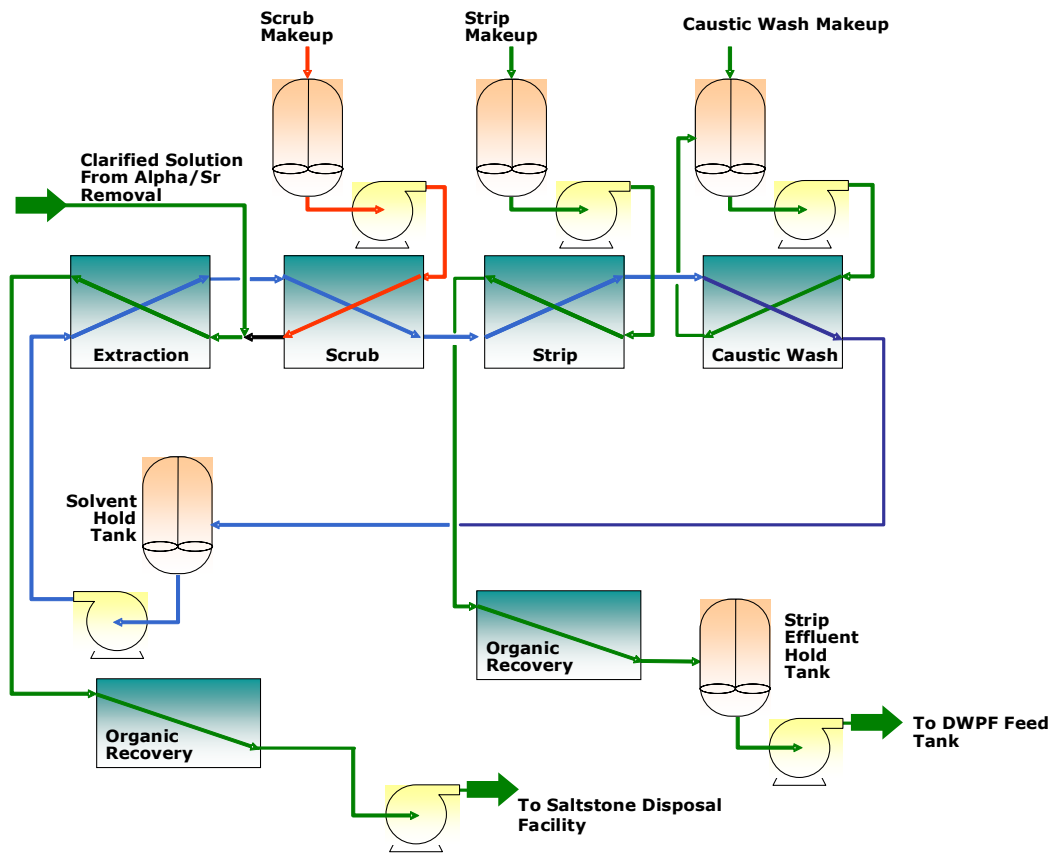 Scrub
Makeup
Strip
Makeup
Caustic Wash Makeup
Clarified Solution
From Alpha/Sr
Removal
Extraction
Scrub
Strip
Caustic Wash
Solvent
Hold
Tank
Organic
Recovery
Strip
Effluent
Hold
Tank
Organic
Recovery
To DWPF Feed
Tank
To Saltstone Disposal
Facility